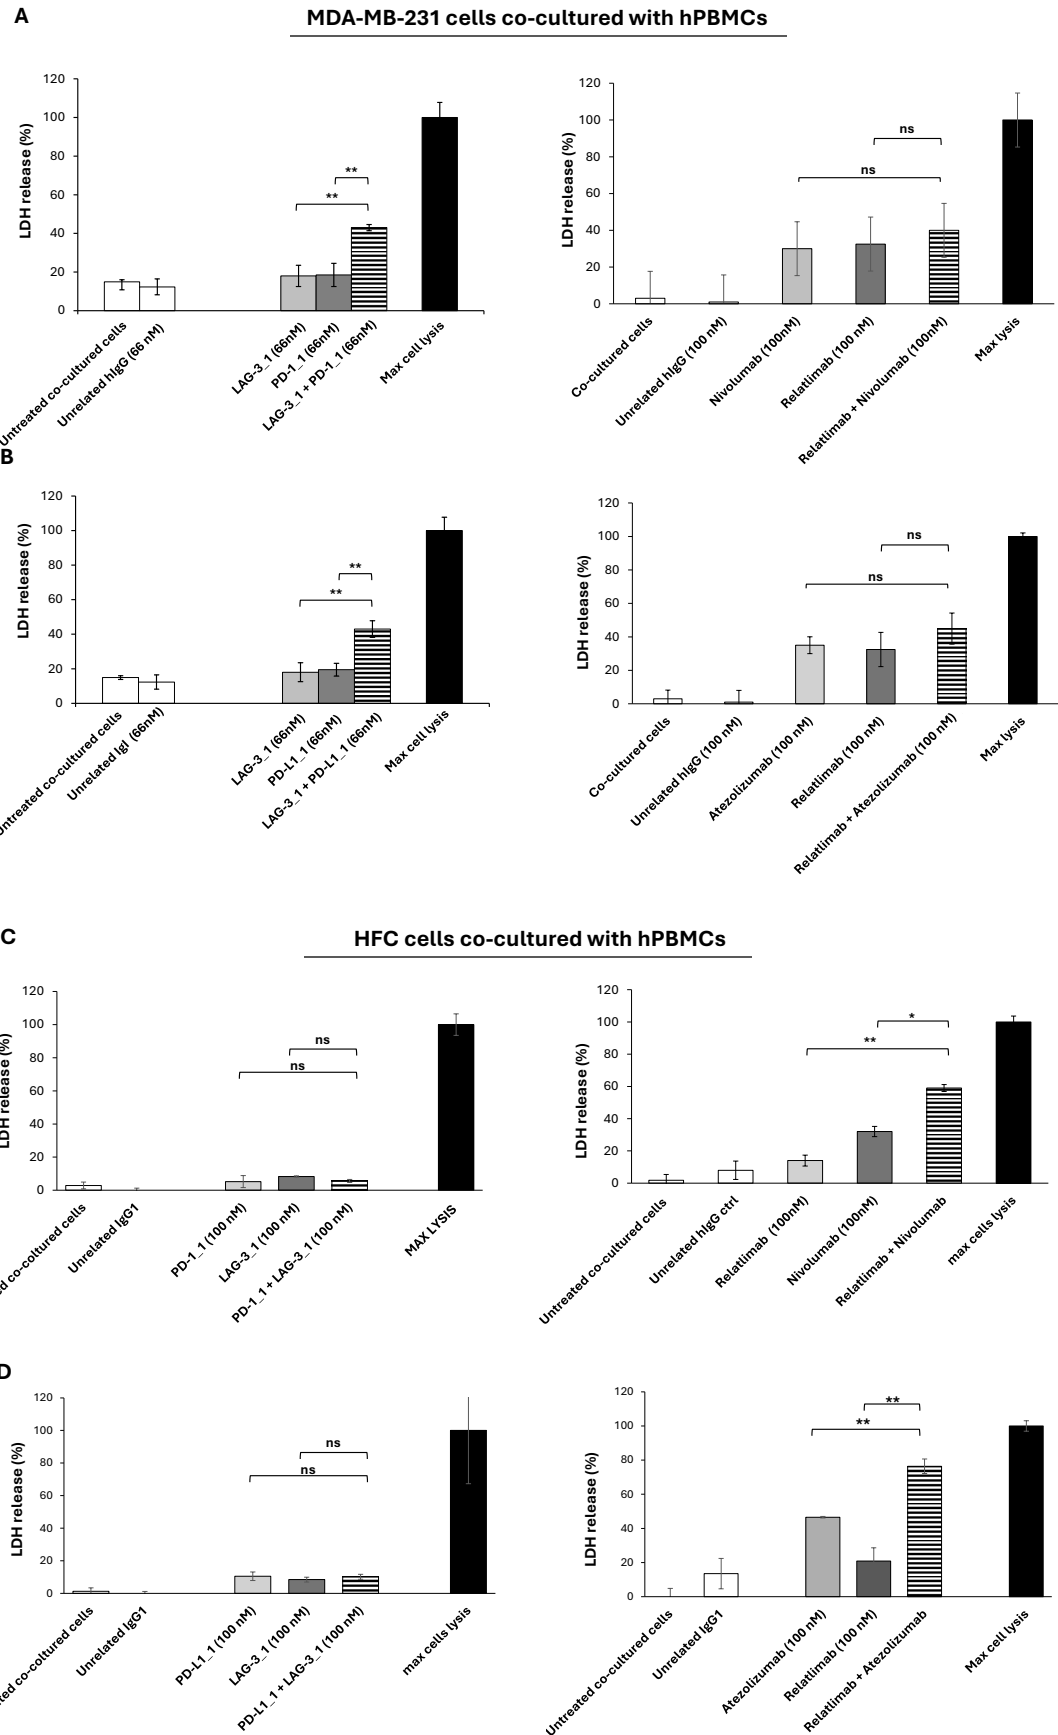 A
MDA-MB-231 cells co-cultured with hPBMCs
LDH release (%)
120
100
80
60
40
20
0
**
**
Untreated co-cultured cells
Unrelated hIgG (66 nM)
LAG-3_1 (66nM)
PD-1_1 (66nM)
LAG-3_1 + PD-1_1 (66nM)
Max cell lysis
LDH release (%)
120
100
80
60
40
20
0
ns
ns
Co-cultured cells
Unrelated hIgG (100 nM)
Nivolumab (100nM)
Relatlimab (100 nM)
Relatlimab + Nivolumab (100nM)
Max lysis
B
LDH release (%)
120
100
80
60
40
20
0
**
**
Untreated co-cultured cells
Unrelated IgI (66nM)
LAG-3_1 (66nM)
PD-L1_1 (66nM)
LAG-3_1 + PD-L1_1 (66nM)
Max cell lysis
LDH release (%)
120
100
80
60
40
20
0
ns
ns
Co-cultured cells
Unrelated hIgG (100 nM)
Atezolizumab (100 nM)
Relatlimab (100 nM)
Relatlimab + Atezolizumab (100 nM)
Max lysis
C
HFC cells co-cultured with hPBMCs
LDH release (%)
120
100
80
60
40
20
0
ns
ns
ed co-coltured cells
Unrelated IgG1
PD-1_1 (100 nM)
LAG-3_1 (100 nM)
PD-1_1 + LAG-3_1 (100 nM)
MAX LYSIS
LDH release (%)
120
100
80
60
40
20
0
*
**
Untreated co-cultured cells
Unrelated hIgG ctrl
Relatlimab (100nM)
Nivolumab (100nM)
Relatlimab + Nivolumab
max cells lysis
D
LDH release (%)
120
100
80
60
40
20
0
ns
ns
ted co-coltured cells
Unrelated IgG1
PD-L1_1 (100 nM)
LAG-3_1 (100 nM)
PD-L1_1 + LAG-3_1 (100 nM)
max cells lysis
LDH release (%)
120
100
80
60
40
20
0
**
**
Untreated co-cultured cells
Unrelated IgG1
Atezolizumab (100 nM)
Relatlimab (100 nM)
Relatlimab + Atezolizumab
Max cell lysis